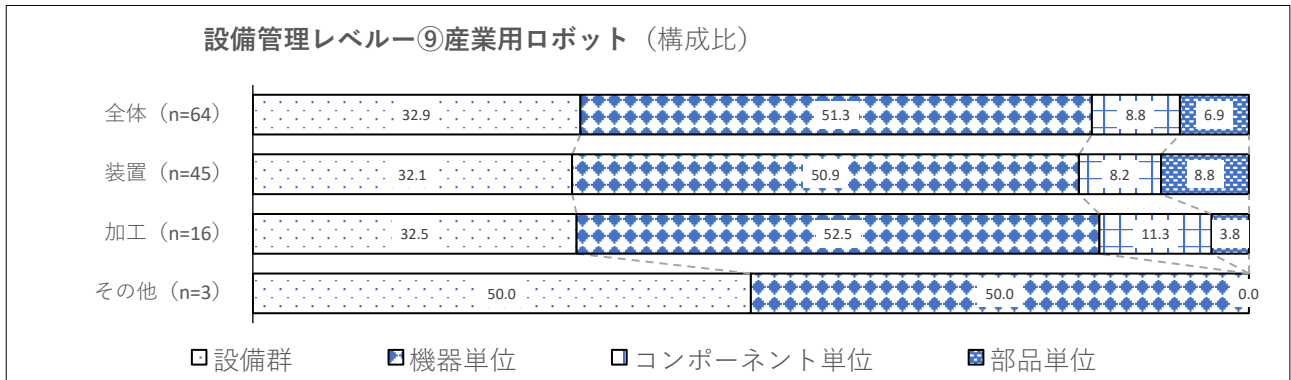 設備管理レベルー⑨産業用ロボット（構成比）
全体（n=64） 32.9 51.3 8.8 6.9
装置（n=45） 32.1 50.9 8.2 8.8
加工（n=16） 32.5 52.5 11.3 3.8
その他（n=3） 50.0 50.0 0.0
設備群 機器単位 コンポーネント単位 部品単位